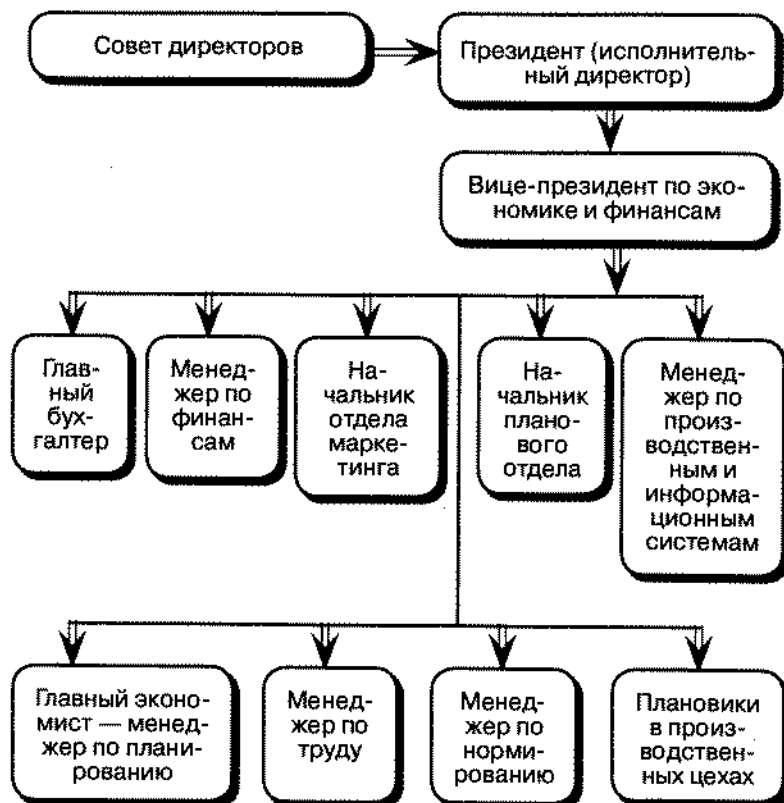 Совет директоров
Президент (исполнитель-
ный директор)
Вице-президент по эко-
номике и финансам
Глав-
ный
бух-
галтер
Менед-
жер по
финан-
сам
На-
чальник
отдела
марке-
тинга
На-
чальник
плано-
вого
отдела
Менед-
жер по
произ-
водствен-
ным и
информа-
ционным
системам
Главный эконо-
мист — менед-
жер по плани-
рованию
Менед-
жер по
труду
Менед-
жер по
норми-
рованию
Плановики
в произ-
водствен-
ных цехах